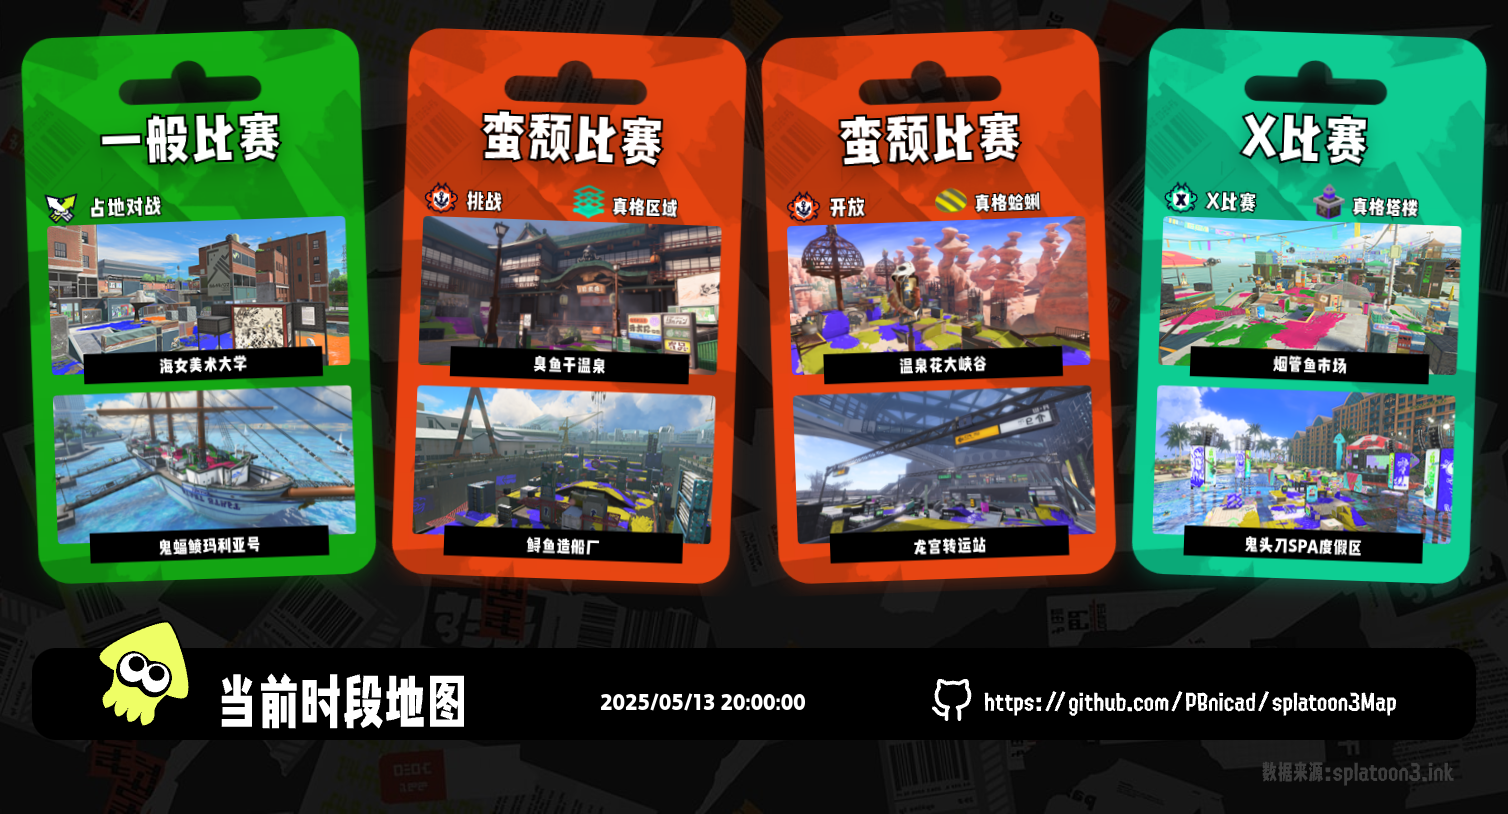 一般比赛
占地对战
海女美术大学
鬼蝠鲼玛利亚号
蛮颓比赛
挑战
真格区域
臭鱼干温泉
鲟鱼造船厂
蛮颓比赛
开放
真格蛤蜊
温泉花大峡谷
龙宫转运站
X比赛
X比赛
真格塔楼
烟管鱼市场
鬼头刀SPA度假区
当前时段地图
2025/05/13 20:00:00
https://github.com/PBnicad/splatoon3Map
数据来源:splatoon3.ink